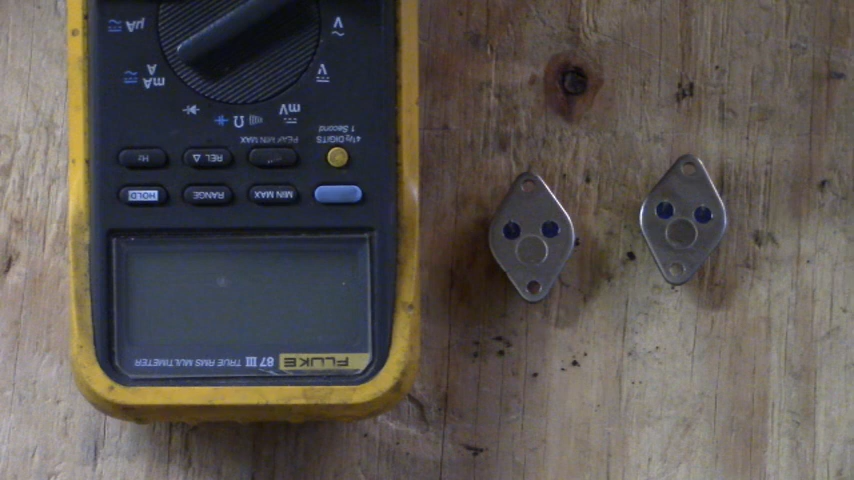 FLUKE 87 III TRUE RMS MULTIMETER
MIN MAX RANGE HOLD
PEAK MIN MAX REL Δ Hz
4½ DIGITS
1 Second
mV Ω
V mA
A
V µA